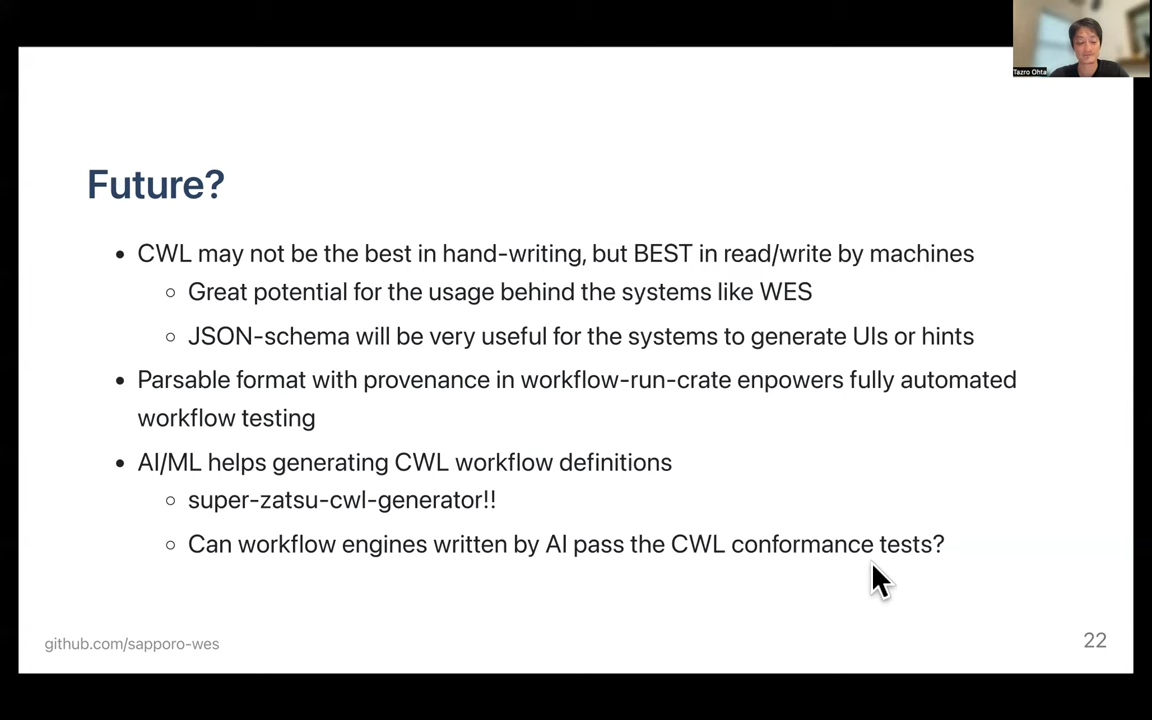 Tazro Ohta
Future?
• CWL may not be the best in hand-writing, but BEST in read/write by machines
○ Great potential for the usage behind the systems like WES
○ JSON-schema will be very useful for the systems to generate UIs or hints
• Parsable format with provenance in workflow-run-crate enpowers fully automated
workflow testing
• AI/ML helps generating CWL workflow definitions
○ super-zatsu-cwl-generator!!
○ Can workflow engines written by AI pass the CWL conformance tests?
github.com/sapporo-wes
22